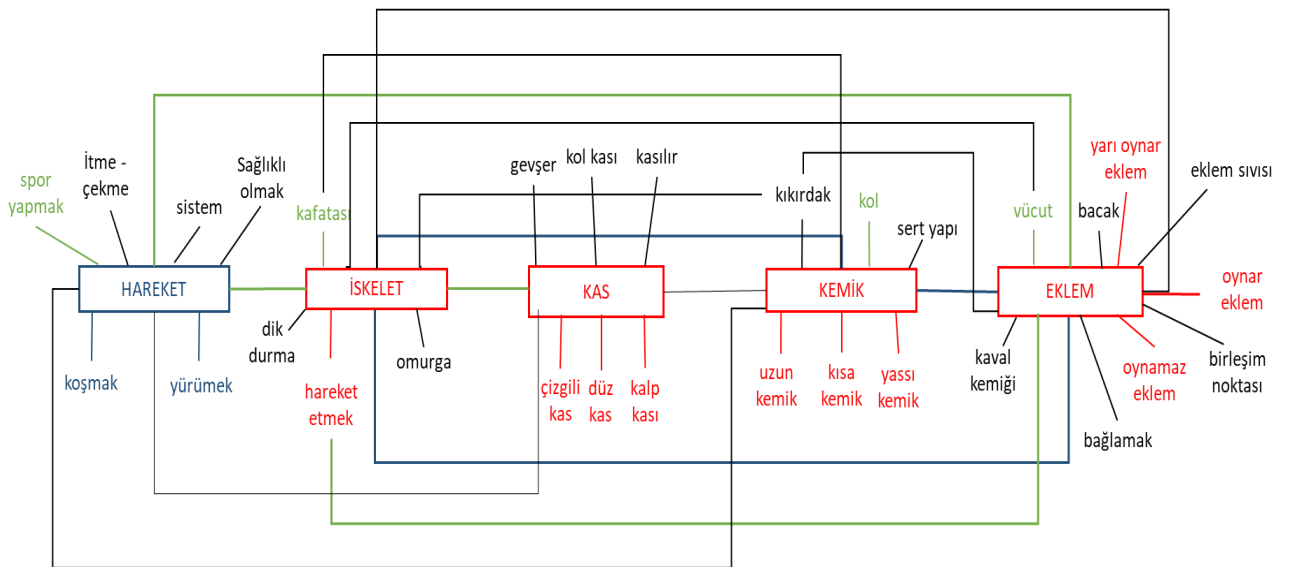 İtme -
çekme
Sağlıklı
olmak
spor
yapmak
sistem
kafatası
gevşer
kol kası
kasılır
kıkırdak
kol
sert yapı
vücut
yarı oynar
eklem
bacak
eklem sıvısı
HAREKET
İSKELET
KAS
KEMİK
EKLEM
oynar
eklem
koşmak
yürümek
dik
durma
hareket
etmek
omurga
çizgili
kas
düz
kas
kalp
kası
uzun
kemik
kısa
kemik
yassı
kemik
kaval
kemiği
bağlamak
oynamaz
eklem
birleşim
noktası